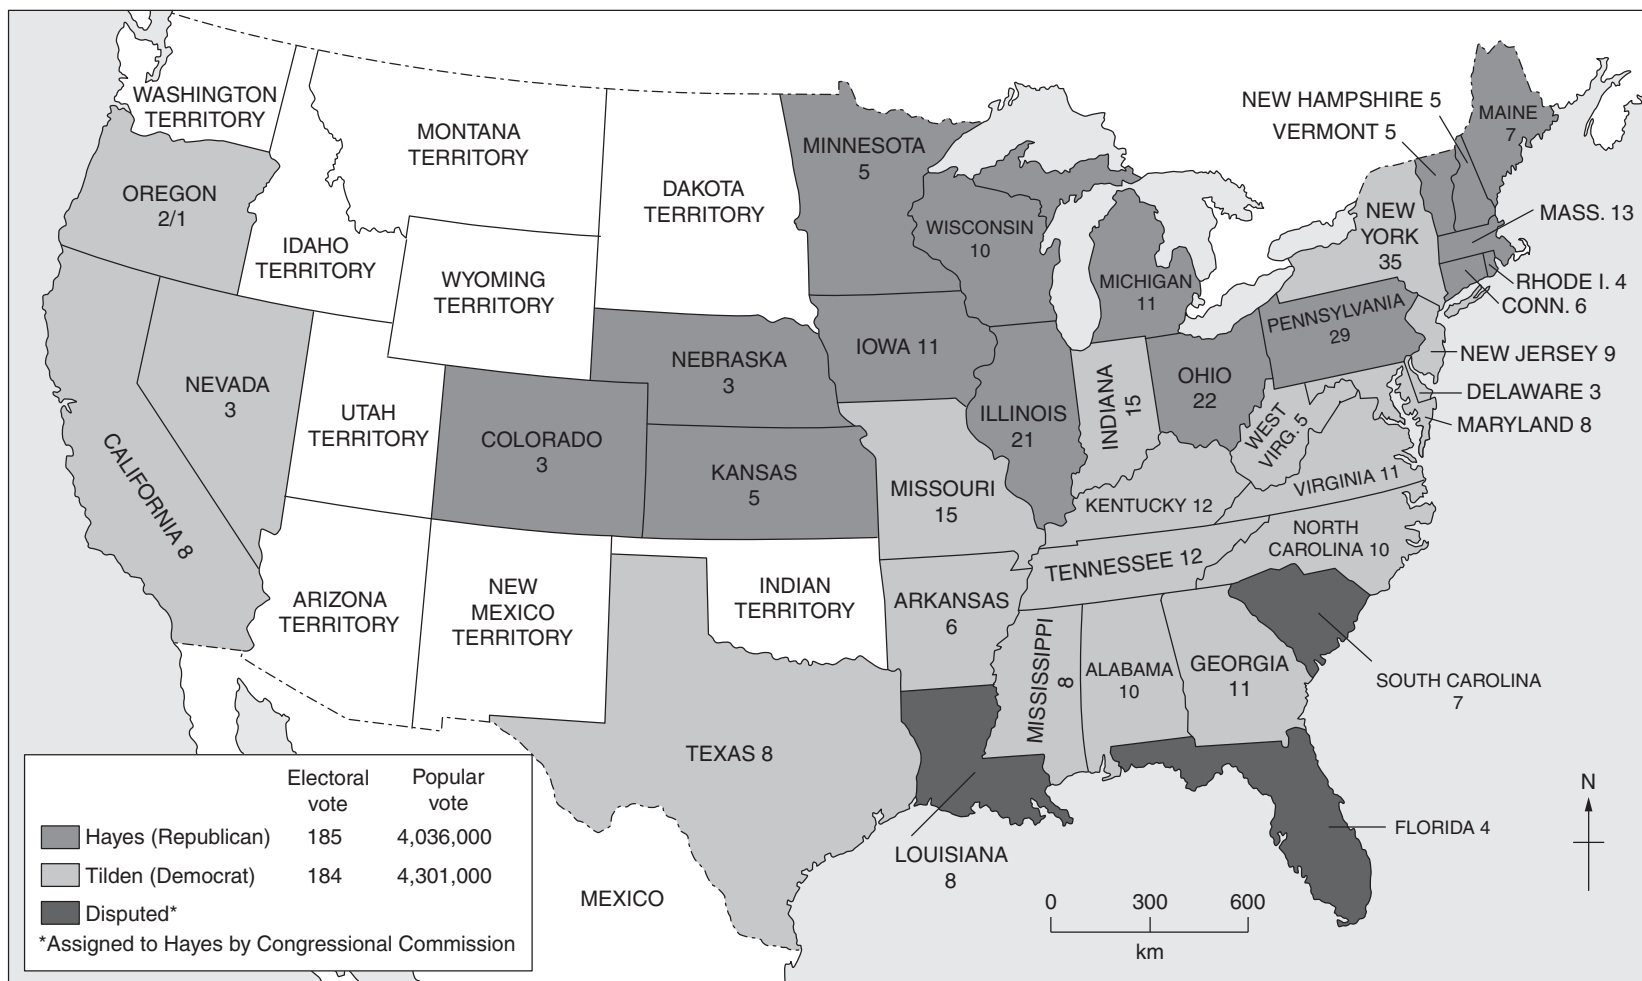 WASHINGTON
TERRITORY
MONTANA
TERRITORY
DAKOTA
TERRITORY
MINNESOTA
5
NEW HAMPSHIRE 5
VERMONT 5
MAINE
7
OREGON
2/1
IDAHO
TERRITORY
WYOMING
TERRITORY
WISCONSIN
10
MICHIGAN
11
NEW
YORK
35
MASS. 13
RHODE I. 4
CONN. 6
PENNSYLVANIA
29
NEW JERSEY 9
DELAWARE 3
MARYLAND 8
NEVADA
3
UTAH
TERRITORY
COLORADO
3
NEBRASKA
3
IOWA 11
ILLINOIS
21
INDIANA
15
OHIO
22
WEST
VIRG. 5
VIRGINIA 11
CALIFORNIA 8
KANSAS
5
MISSOURI
15
KENTUCKY 12
NORTH
CAROLINA 10
TENNESSEE 12
ARIZONA
TERRITORY
NEW
MEXICO
TERRITORY
INDIAN
TERRITORY
ARKANSAS
6
MISSISSIPPI
8
ALABAMA
10
GEORGIA
11
SOUTH CAROLINA
7
TEXAS 8
LOUISIANA
8
FLORIDA 4
MEXICO
N
0 300 600
km
Electoral Popular
vote vote
Hayes (Republican) 185 4,036,000
Tilden (Democrat) 184 4,301,000
Disputed*
*Assigned to Hayes by Congressional Commission